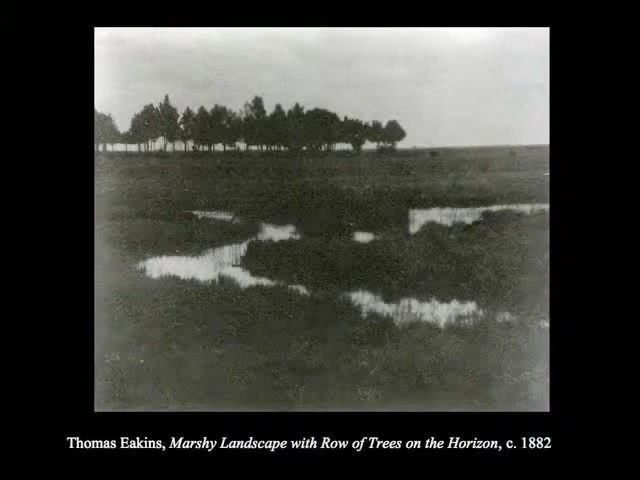 Thomas Eakins, Marshy Landscape with Row of Trees on the Horizon, c. 1882